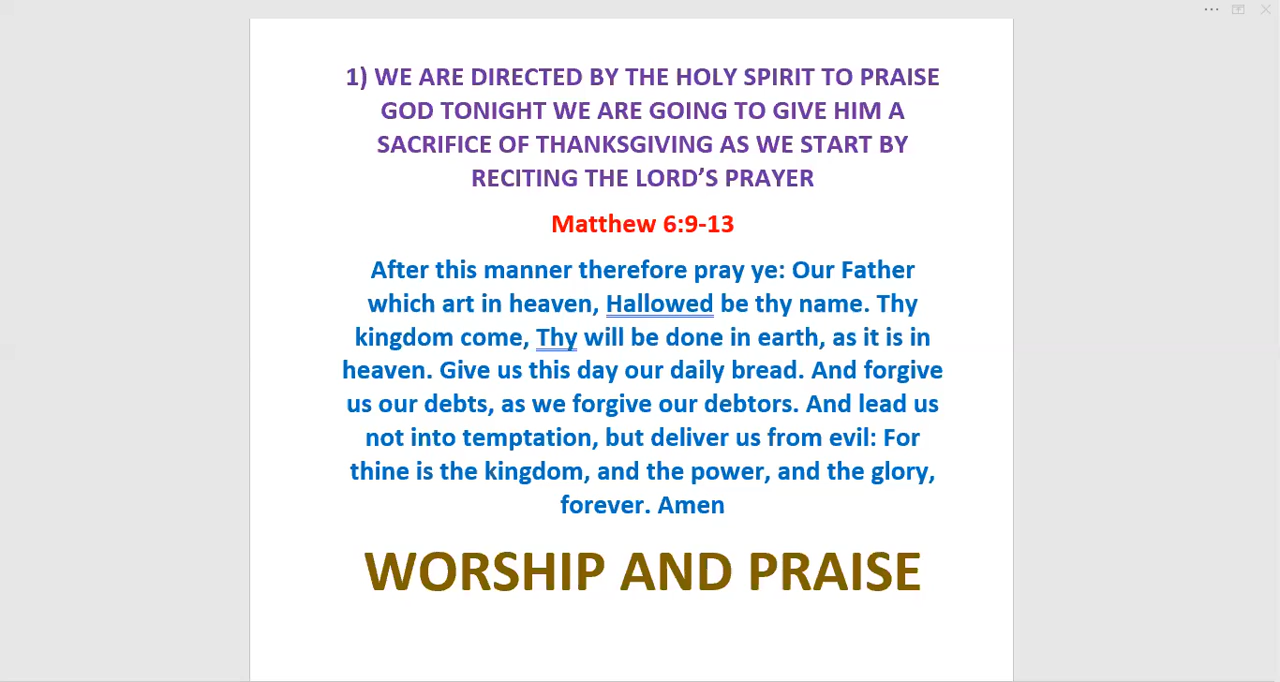 1) WE ARE DIRECTED BY THE HOLY SPIRIT TO PRAISE
GOD TONIGHT WE ARE GOING TO GIVE HIM A
SACRIFICE OF THANKSGIVING AS WE START BY
RECITING THE LORD’S PRAYER
Matthew 6:9-13
After this manner therefore pray ye: Our Father
which art in heaven, Hallowed be thy name. Thy
kingdom come, Thy will be done in earth, as it is in
heaven. Give us this day our daily bread. And forgive
us our debts, as we forgive our debtors. And lead us
not into temptation, but deliver us from evil: For
thine is the kingdom, and the power, and the glory,
forever. Amen
WORSHIP AND PRAISE